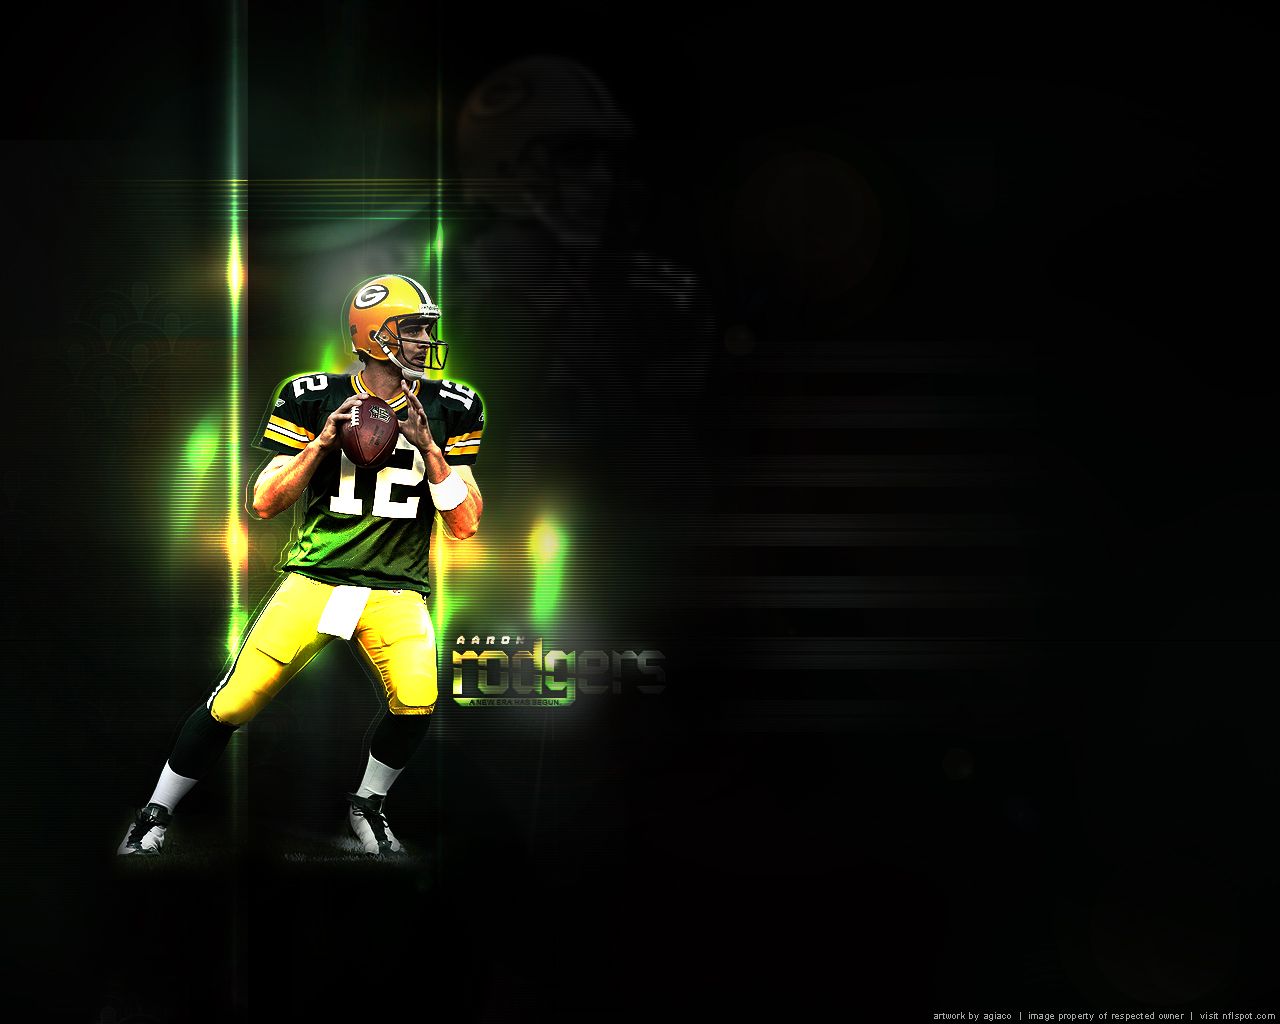 G
12
12
12
AARON
rodgers
A NEW ERA HAS BEGUN.
artwork by agiaco | image property of respected owner | visit nflspot.com